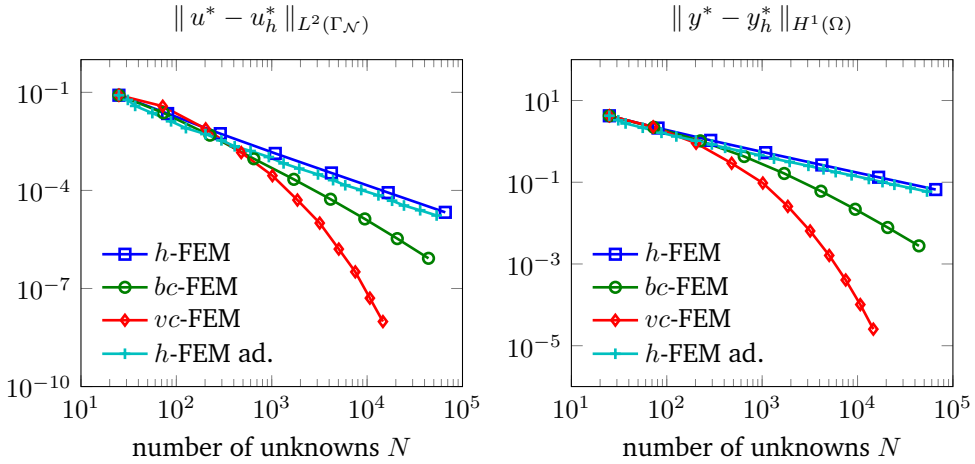 ‖ u* − u*_h ‖_{L²(Γ_𝒩)}
10^−1
10^−4
10^−7
10^−10
h-FEM
bc-FEM
vc-FEM
h-FEM ad.
10^1 10^2 10^3 10^4 10^5
number of unknowns N
‖ y* − y*_h ‖_{H¹(Ω)}
10^1
10^−1
10^−3
10^−5
h-FEM
bc-FEM
vc-FEM
h-FEM ad.
10^1 10^2 10^3 10^4 10^5
number of unknowns N